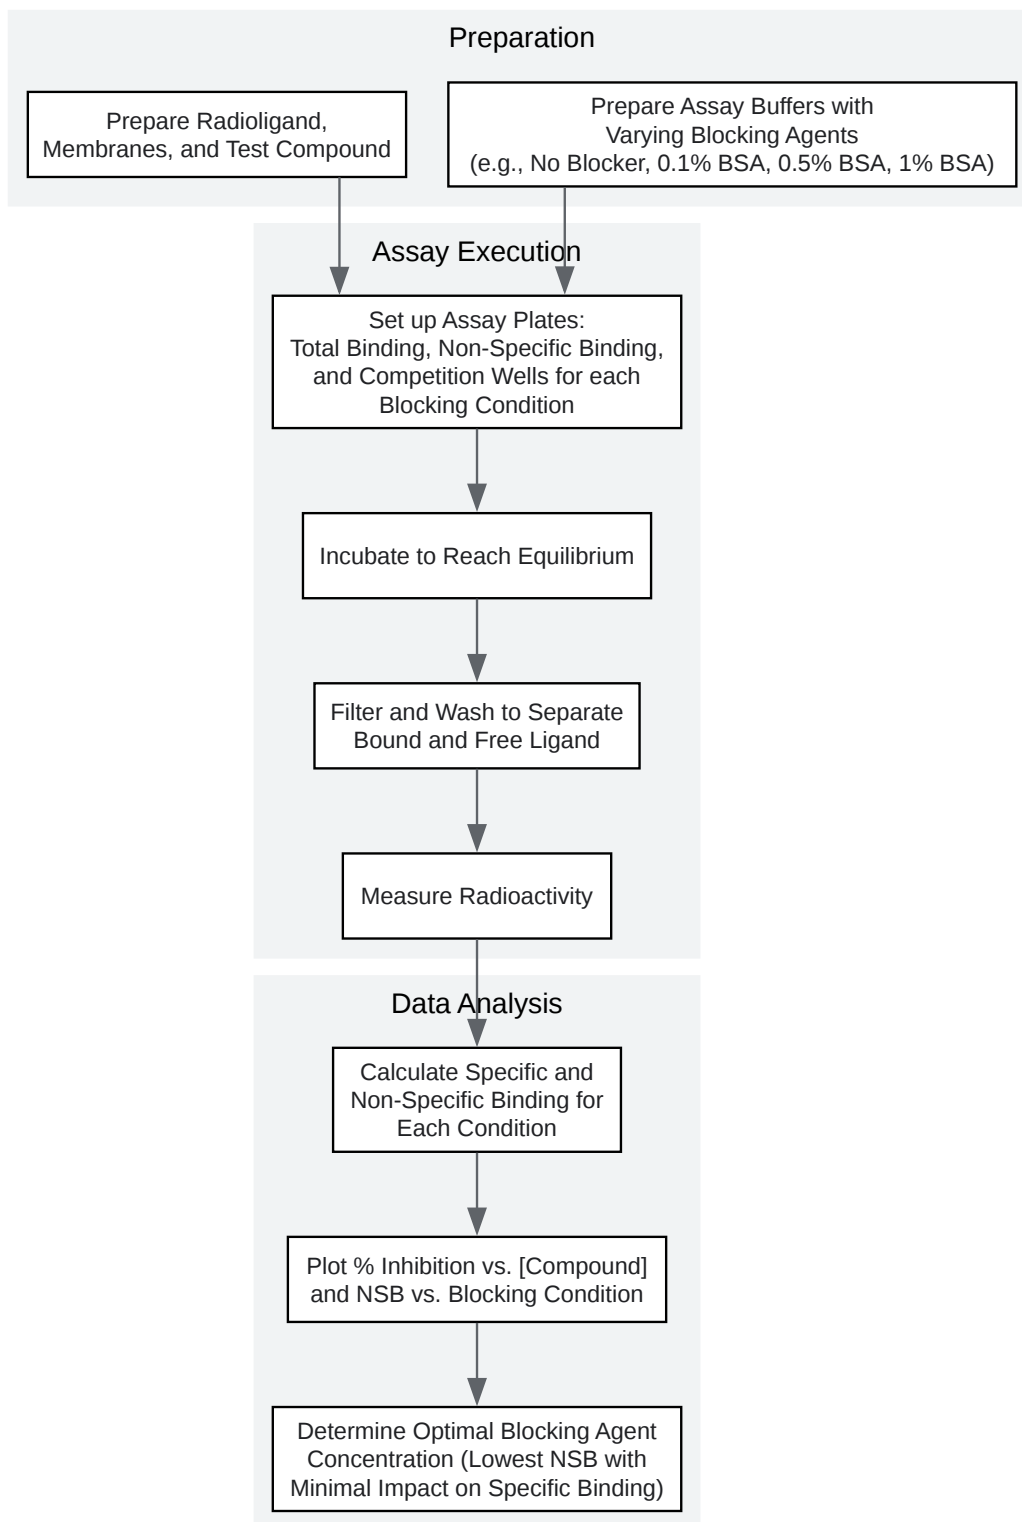 Preparation
Prepare Radioligand,
Membranes, and Test Compound
Prepare Assay Buffers with
Varying Blocking Agents
(e.g., No Blocker, 0.1% BSA, 0.5% BSA, 1% BSA)
Assay Execution
Set up Assay Plates:
Total Binding, Non-Specific Binding,
and Competition Wells for each
Blocking Condition
Incubate to Reach Equilibrium
Filter and Wash to Separate
Bound and Free Ligand
Measure Radioactivity
Data Analysis
Calculate Specific and
Non-Specific Binding for
Each Condition
Plot % Inhibition vs. [Compound]
and NSB vs. Blocking Condition
Determine Optimal Blocking Agent
Concentration (Lowest NSB with
Minimal Impact on Specific Binding)